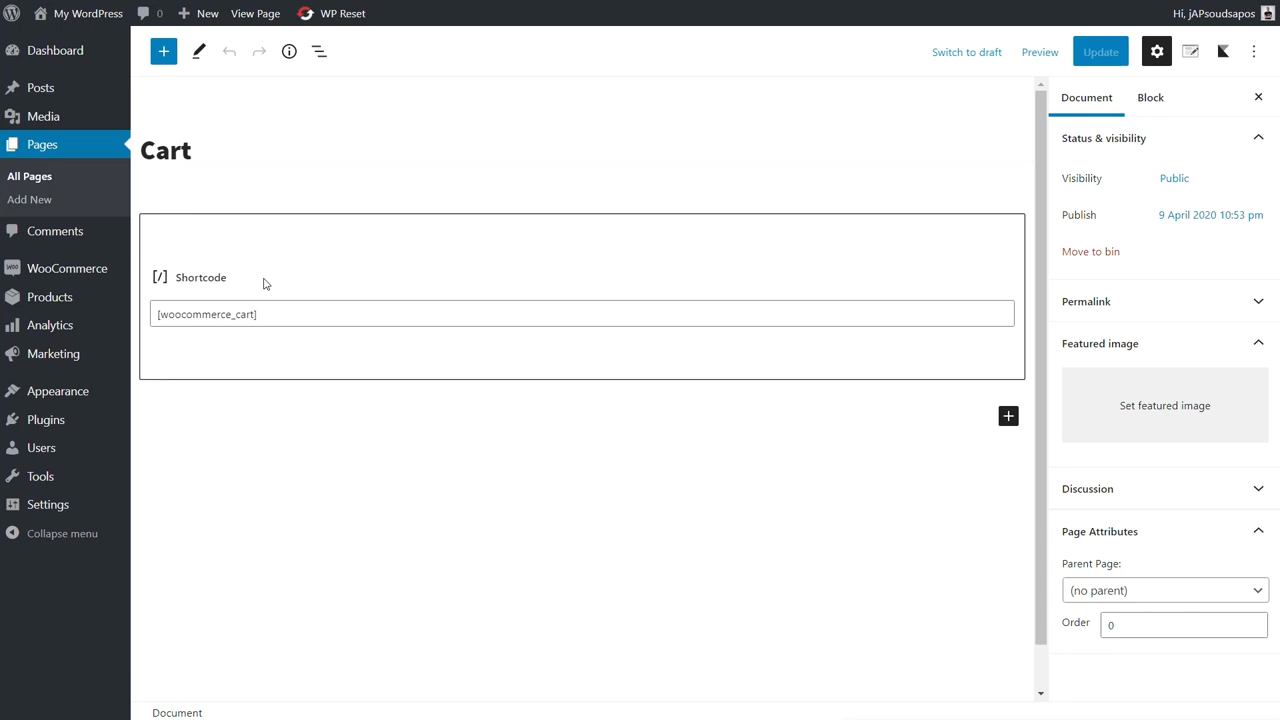 My WordPress
0
New
View Page
WP Reset
Hi, jAPsoudsapos
Dashboard
Posts
Media
Pages
All Pages
Add New
Comments
WooCommerce
Products
Analytics
Marketing
Appearance
Plugins
Users
Tools
Settings
Collapse menu
Switch to draft
Preview
Update
Cart
[/] Shortcode
[woocommerce_cart]
Document
Document
Block
Status & visibility
Visibility
Public
Publish
9 April 2020 10:53 pm
Move to bin
Permalink
Featured image
Set featured image
Discussion
Page Attributes
Parent Page:
(no parent)
Order
0